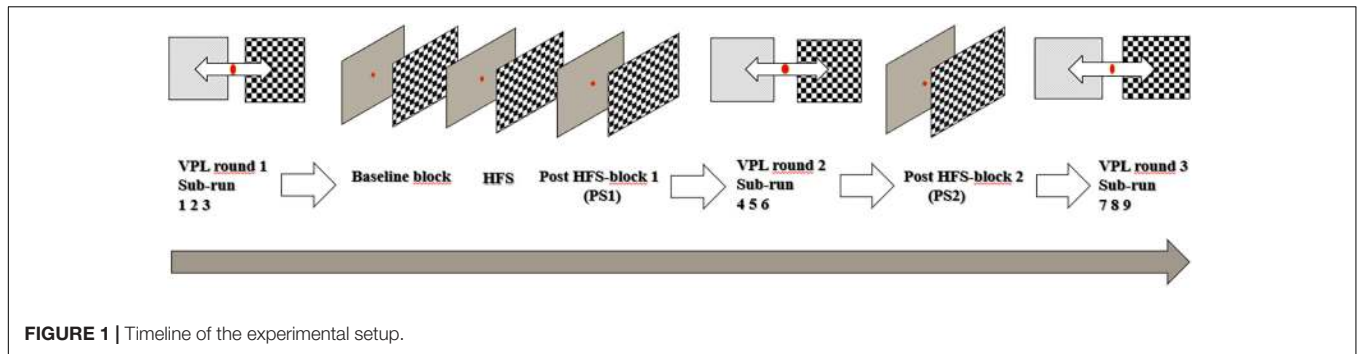 VPL round 1
Sub-run
1 2 3
Baseline block
HFS
Post HFS-block 1
(PS1)
VPL round 2
Sub-run
4 5 6
Post HFS-block 2
(PS2)
VPL round 3
Sub-run
7 8 9
FIGURE 1 | Timeline of the experimental setup.